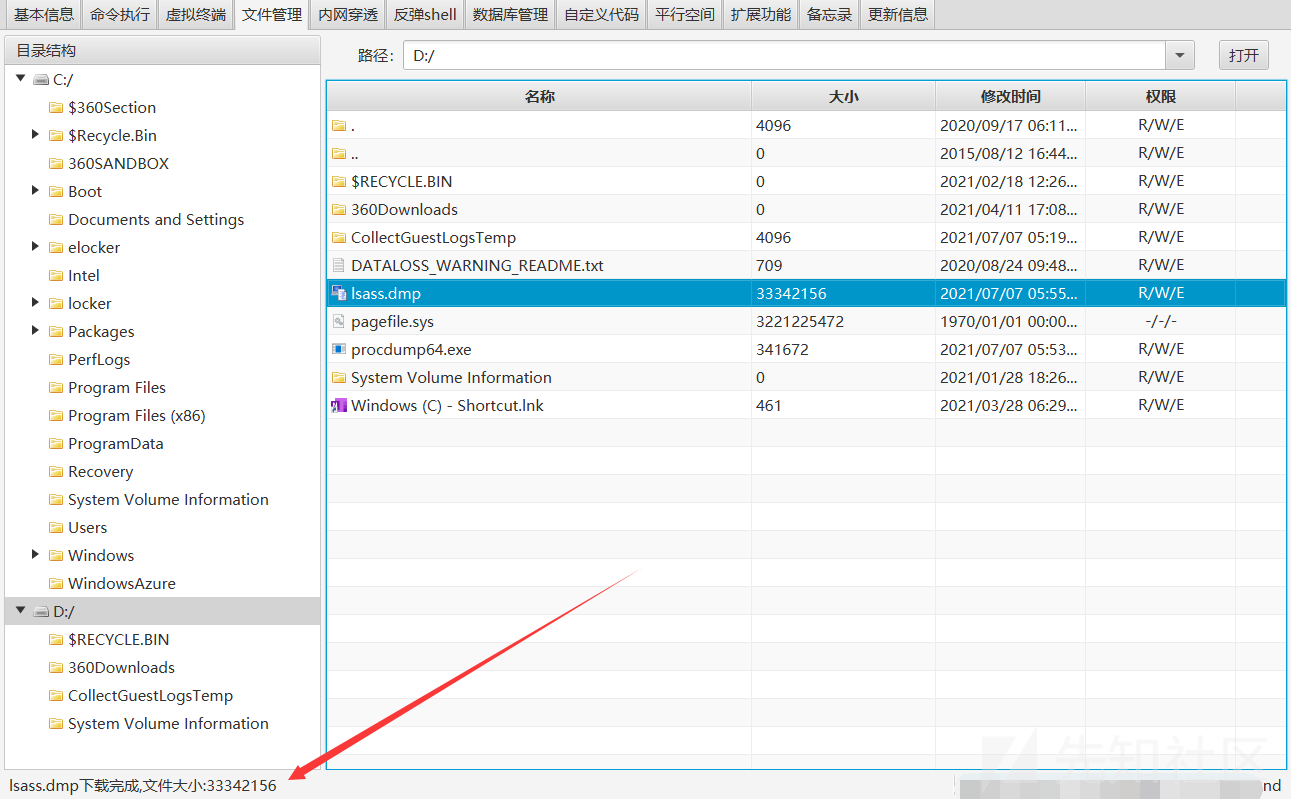 基本信息 命令执行 虚拟终端 文件管理 内网穿透 反弹shell 数据库管理 自定义代码 平行空间 扩展功能 备忘录 更新信息
目录结构
C:/
$360Section
$Recycle.Bin
360SANDBOX
Boot
Documents and Settings
elocker
Intel
locker
Packages
PerfLogs
Program Files
Program Files (x86)
ProgramData
Recovery
System Volume Information
Users
Windows
WindowsAzure
D:/
$RECYCLE.BIN
360Downloads
CollectGuestLogsTemp
System Volume Information
路径: D:/ 打开
名称 大小 修改时间 权限
. 4096 2020/09/17 06:11... R/W/E
.. 0 2015/08/12 16:44... R/W/E
$RECYCLE.BIN 0 2021/02/18 12:26... R/W/E
360Downloads 0 2021/04/11 17:08... R/W/E
CollectGuestLogsTemp 4096 2021/07/07 05:19... R/W/E
DATALOSS_WARNING_README.txt 709 2020/08/24 09:48... R/W/E
lsass.dmp 33342156 2021/07/07 05:55... R/W/E
pagefile.sys 3221225472 1970/01/01 00:00... -/-/-
procdump64.exe 341672 2021/07/07 05:53... R/W/E
System Volume Information 0 2021/01/28 18:26... R/W/E
Windows (C) - Shortcut.lnk 461 2021/03/28 06:29... R/W/E
先知社区
lsass.dmp下载完成,文件大小:33342156
nd